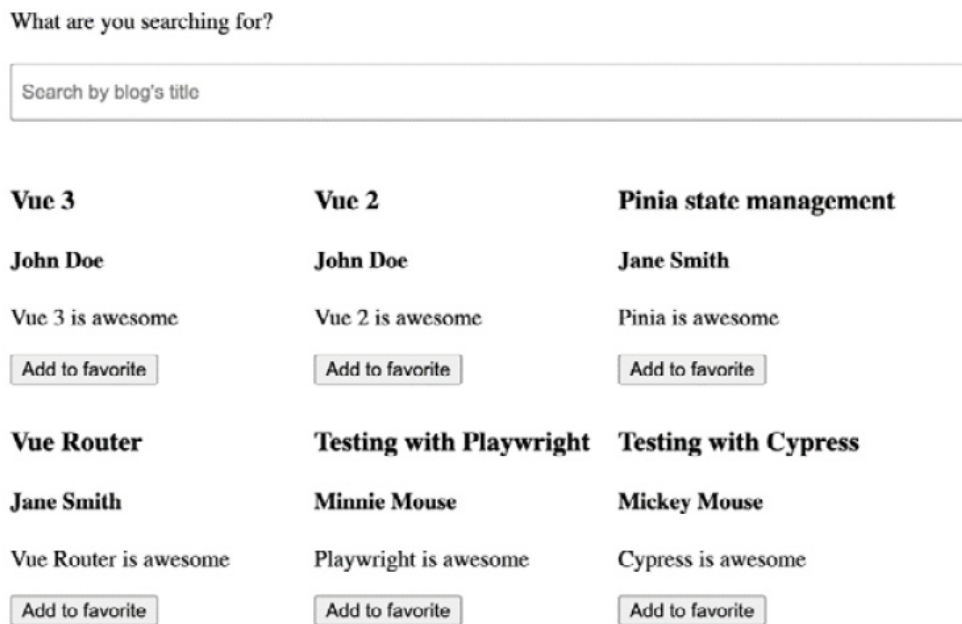 What are you searching for?
Search by blog's title
Vue 3
John Doe
Vue 3 is awesome
Add to favorite
Vue 2
John Doe
Vue 2 is awesome
Add to favorite
Pinia state management
Jane Smith
Pinia is awesome
Add to favorite
Vue Router
Jane Smith
Vue Router is awesome
Add to favorite
Testing with Playwright
Minnie Mouse
Playwright is awesome
Add to favorite
Testing with Cypress
Mickey Mouse
Cypress is awesome
Add to favorite